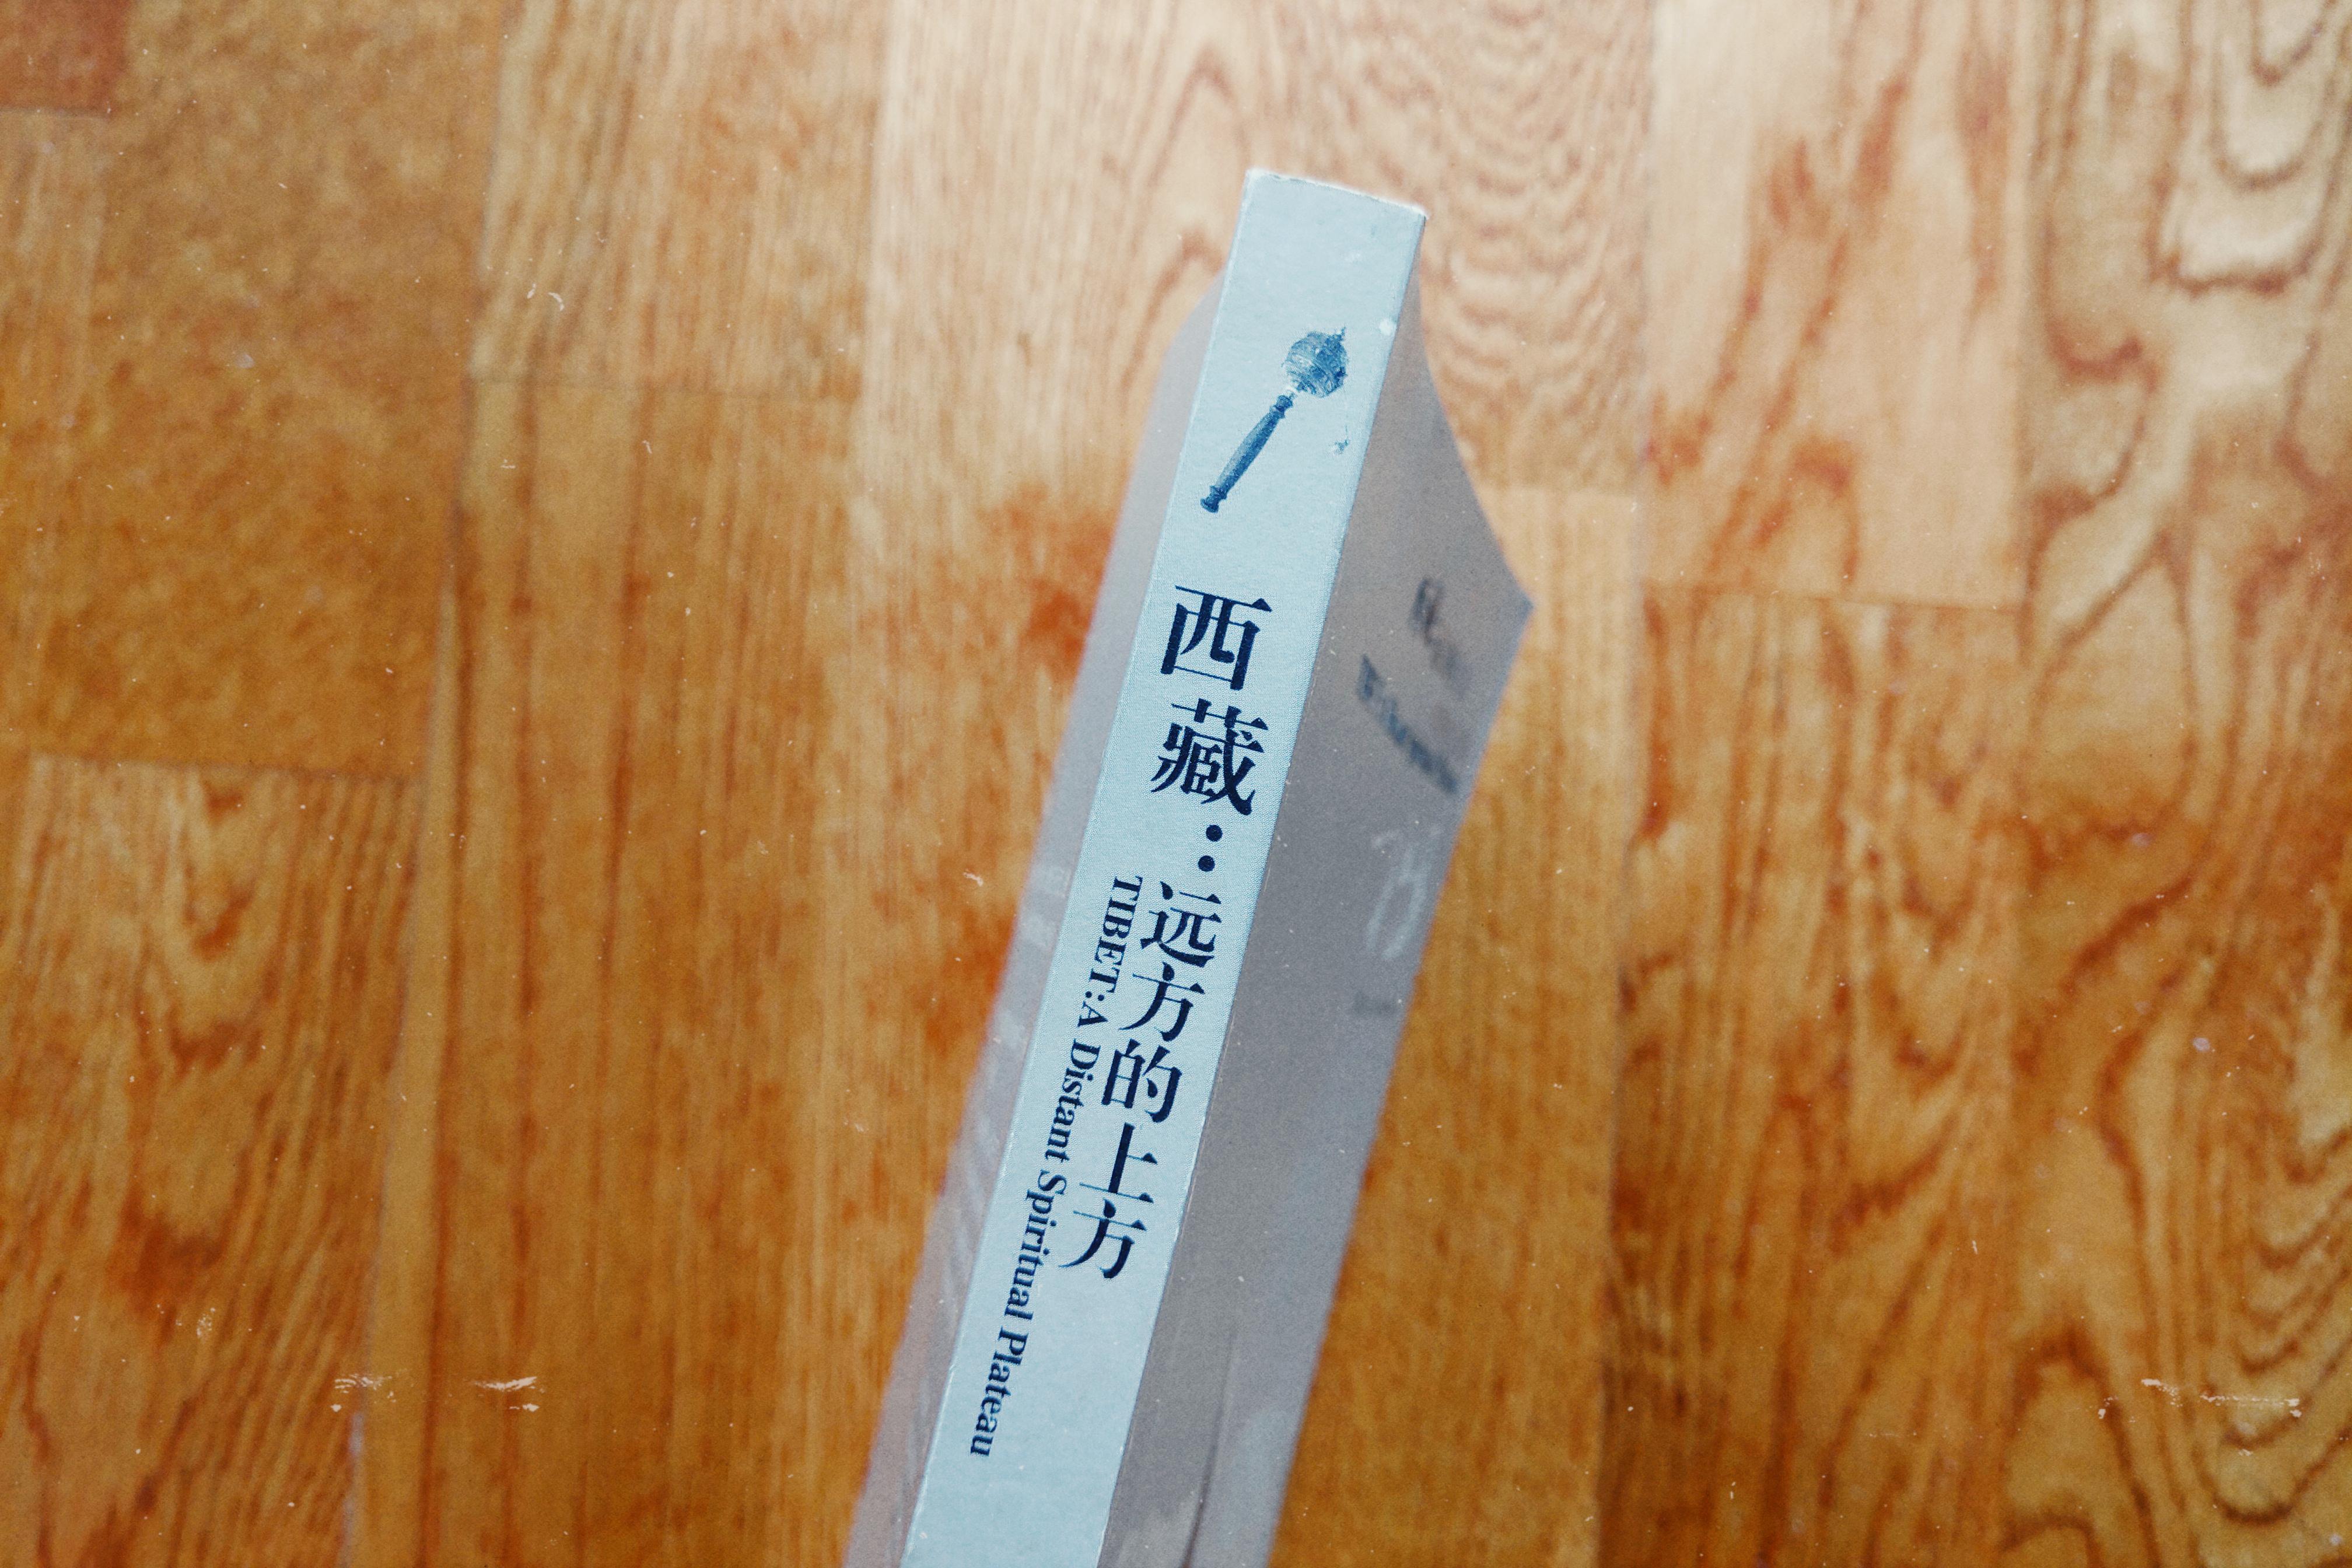 西藏：远方的上方
TIBET:A Distant Spiritual Plateau